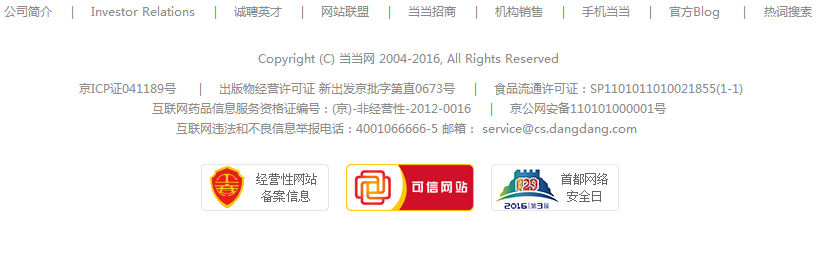 公司简介 | Investor Relations | 诚聘英才 | 网站联盟 | 当当招商 | 机构销售 | 手机当当 | 官方Blog | 热词搜索
Copyright (C) 当当网 2004-2016, All Rights Reserved
京ICP证041189号 | 出版物经营许可证 新出发京批字第直0673号 | 食品流通许可证：SP1101011010021855(1-1)
互联网药品信息服务资格证编号：(京)-非经营性-2012-0016 | 京公网安备110101000001号
互联网违法和不良信息举报电话：4001066666-5 邮箱： service@cs.dangdang.com
工商 经营性网站
备案信息
可信网站
429 首都网络
安全日
2016|第3届